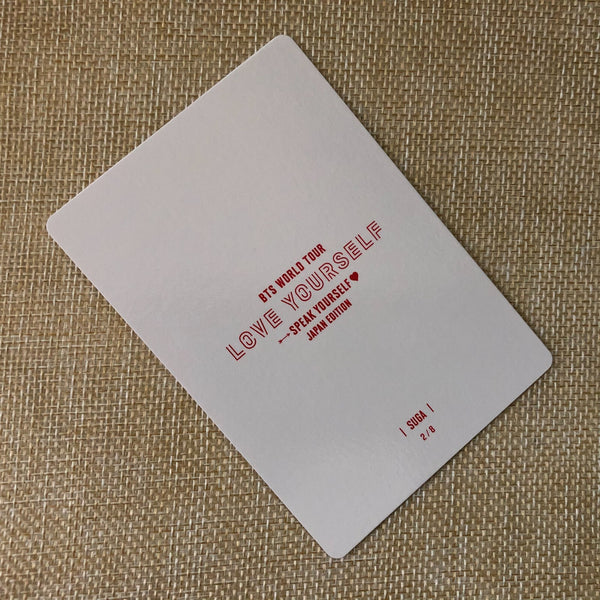 BTS WORLD TOUR
LOVE YOURSELF
SPEAK YOURSELF
JAPAN EDITION
| SUGA |
2/8